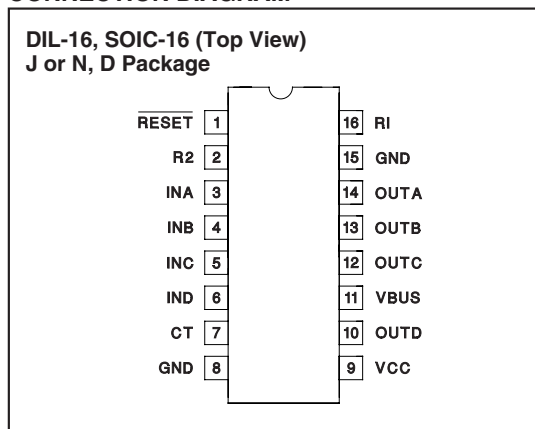 DIL-16, SOIC-16 (Top View)
J or N, D Package
RESET 1
R2 2
INA 3
INB 4
INC 5
IND 6
CT 7
GND 8
16 RI
15 GND
14 OUTA
13 OUTB
12 OUTC
11 VBUS
10 OUTD
9 VCC